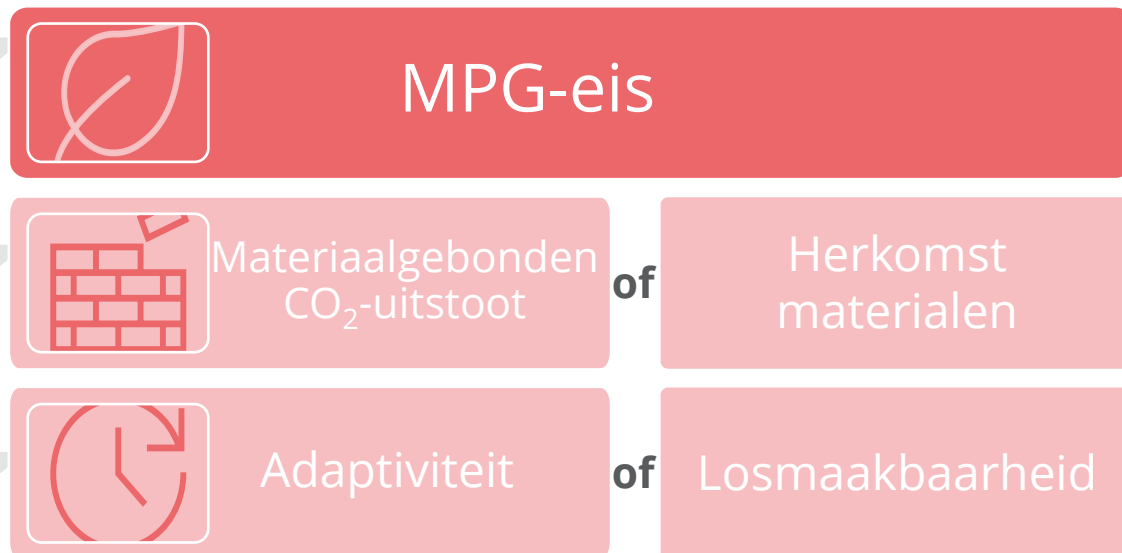 MPG-eis
Materiaalgebonden
CO₂-uitstoot
of
Herkomst
materialen
Adaptiviteit
of
Losmaakbaarheid